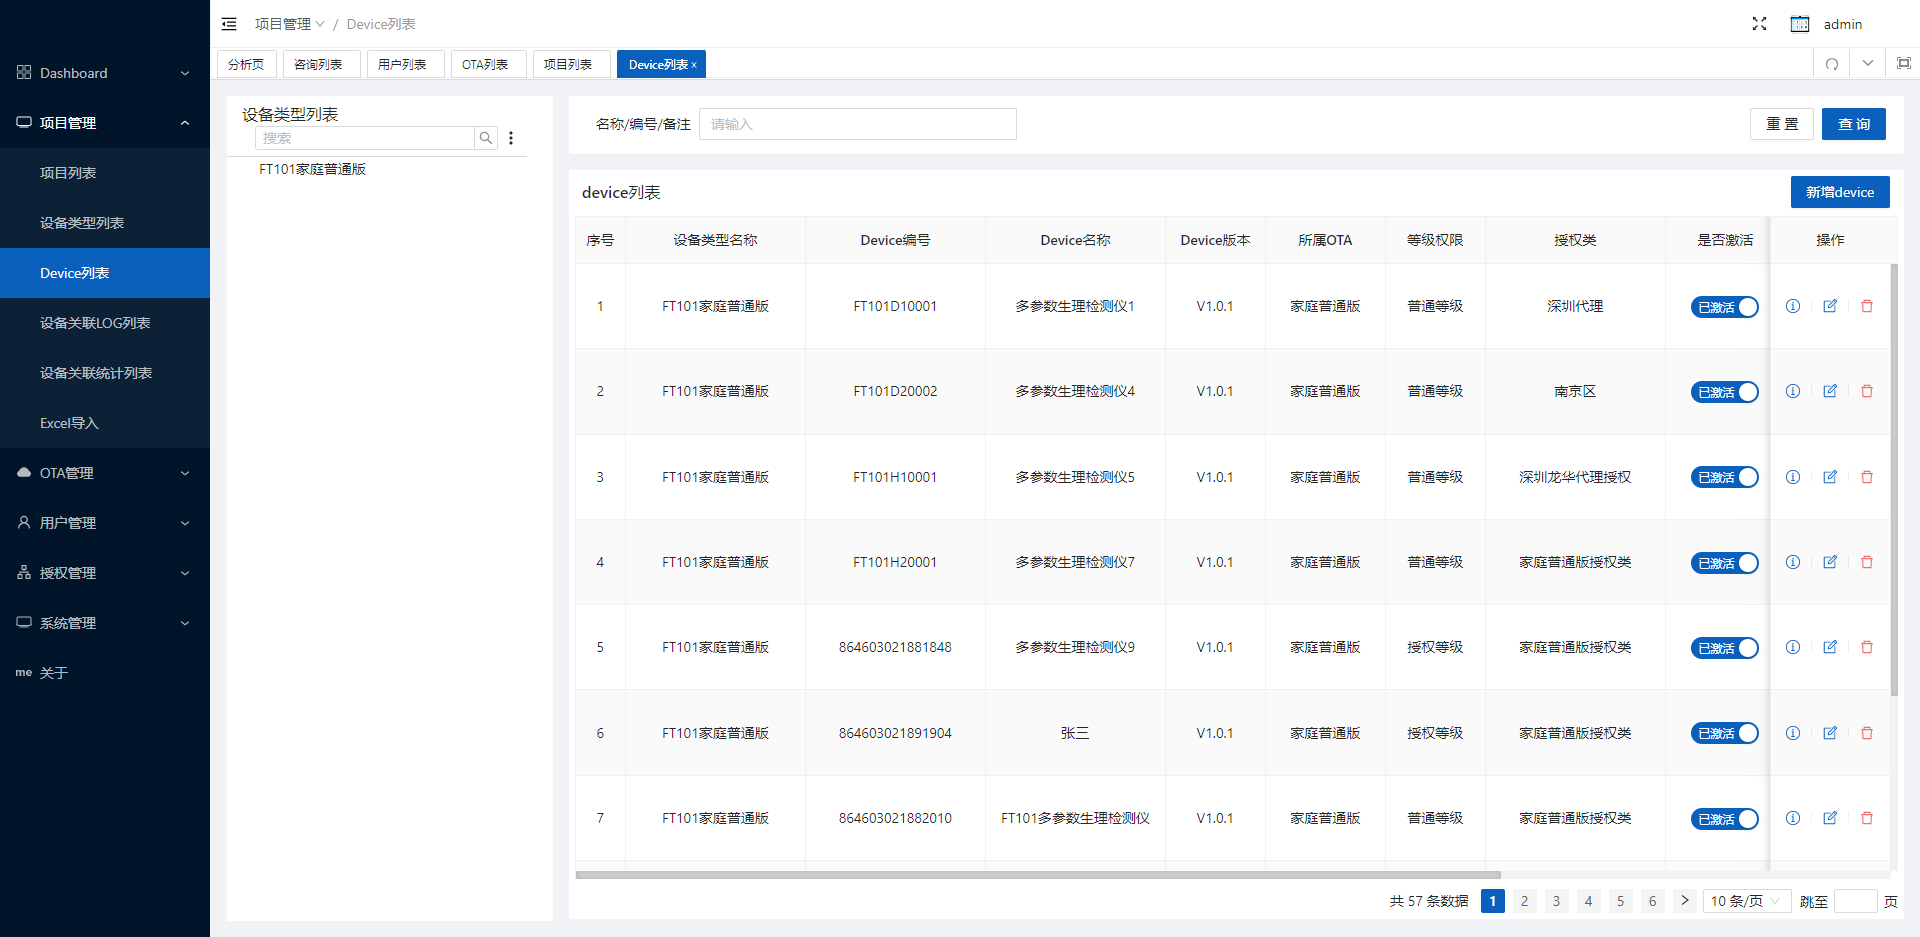 Dashboard
项目管理
项目列表
设备类型列表
Device列表
设备关联LOG列表
设备关联统计列表
Excel导入
OTA管理
用户管理
授权管理
系统管理
me 关于
项目管理 / Device列表
admin
分析页 咨询列表 用户列表 OTA列表 项目列表 Device列表 ×
设备类型列表
搜索
FT101家庭普通版
名称/编号/备注 请输入 重 置 查 询
device列表 新增device
序号 设备类型名称 Device编号 Device名称 Device版本 所属OTA 等级权限 授权类 是否激活 操作
1 FT101家庭普通版 FT101D10001 多参数生理检测仪1 V1.0.1 家庭普通版 普通等级 深圳代理 已激活
2 FT101家庭普通版 FT101D20002 多参数生理检测仪4 V1.0.1 家庭普通版 普通等级 南京区 已激活
3 FT101家庭普通版 FT101H10001 多参数生理检测仪5 V1.0.1 家庭普通版 普通等级 深圳龙华代理授权 已激活
4 FT101家庭普通版 FT101H20001 多参数生理检测仪7 V1.0.1 家庭普通版 普通等级 家庭普通版授权类 已激活
5 FT101家庭普通版 864603021881848 多参数生理检测仪9 V1.0.1 家庭普通版 授权等级 家庭普通版授权类 已激活
6 FT101家庭普通版 864603021891904 张三 V1.0.1 家庭普通版 授权等级 家庭普通版授权类 已激活
7 FT101家庭普通版 864603021882010 FT101多参数生理检测仪 V1.0.1 家庭普通版 普通等级 家庭普通版授权类 已激活
共 57 条数据 1 2 3 4 5 6 > 10 条/页 跳至 页